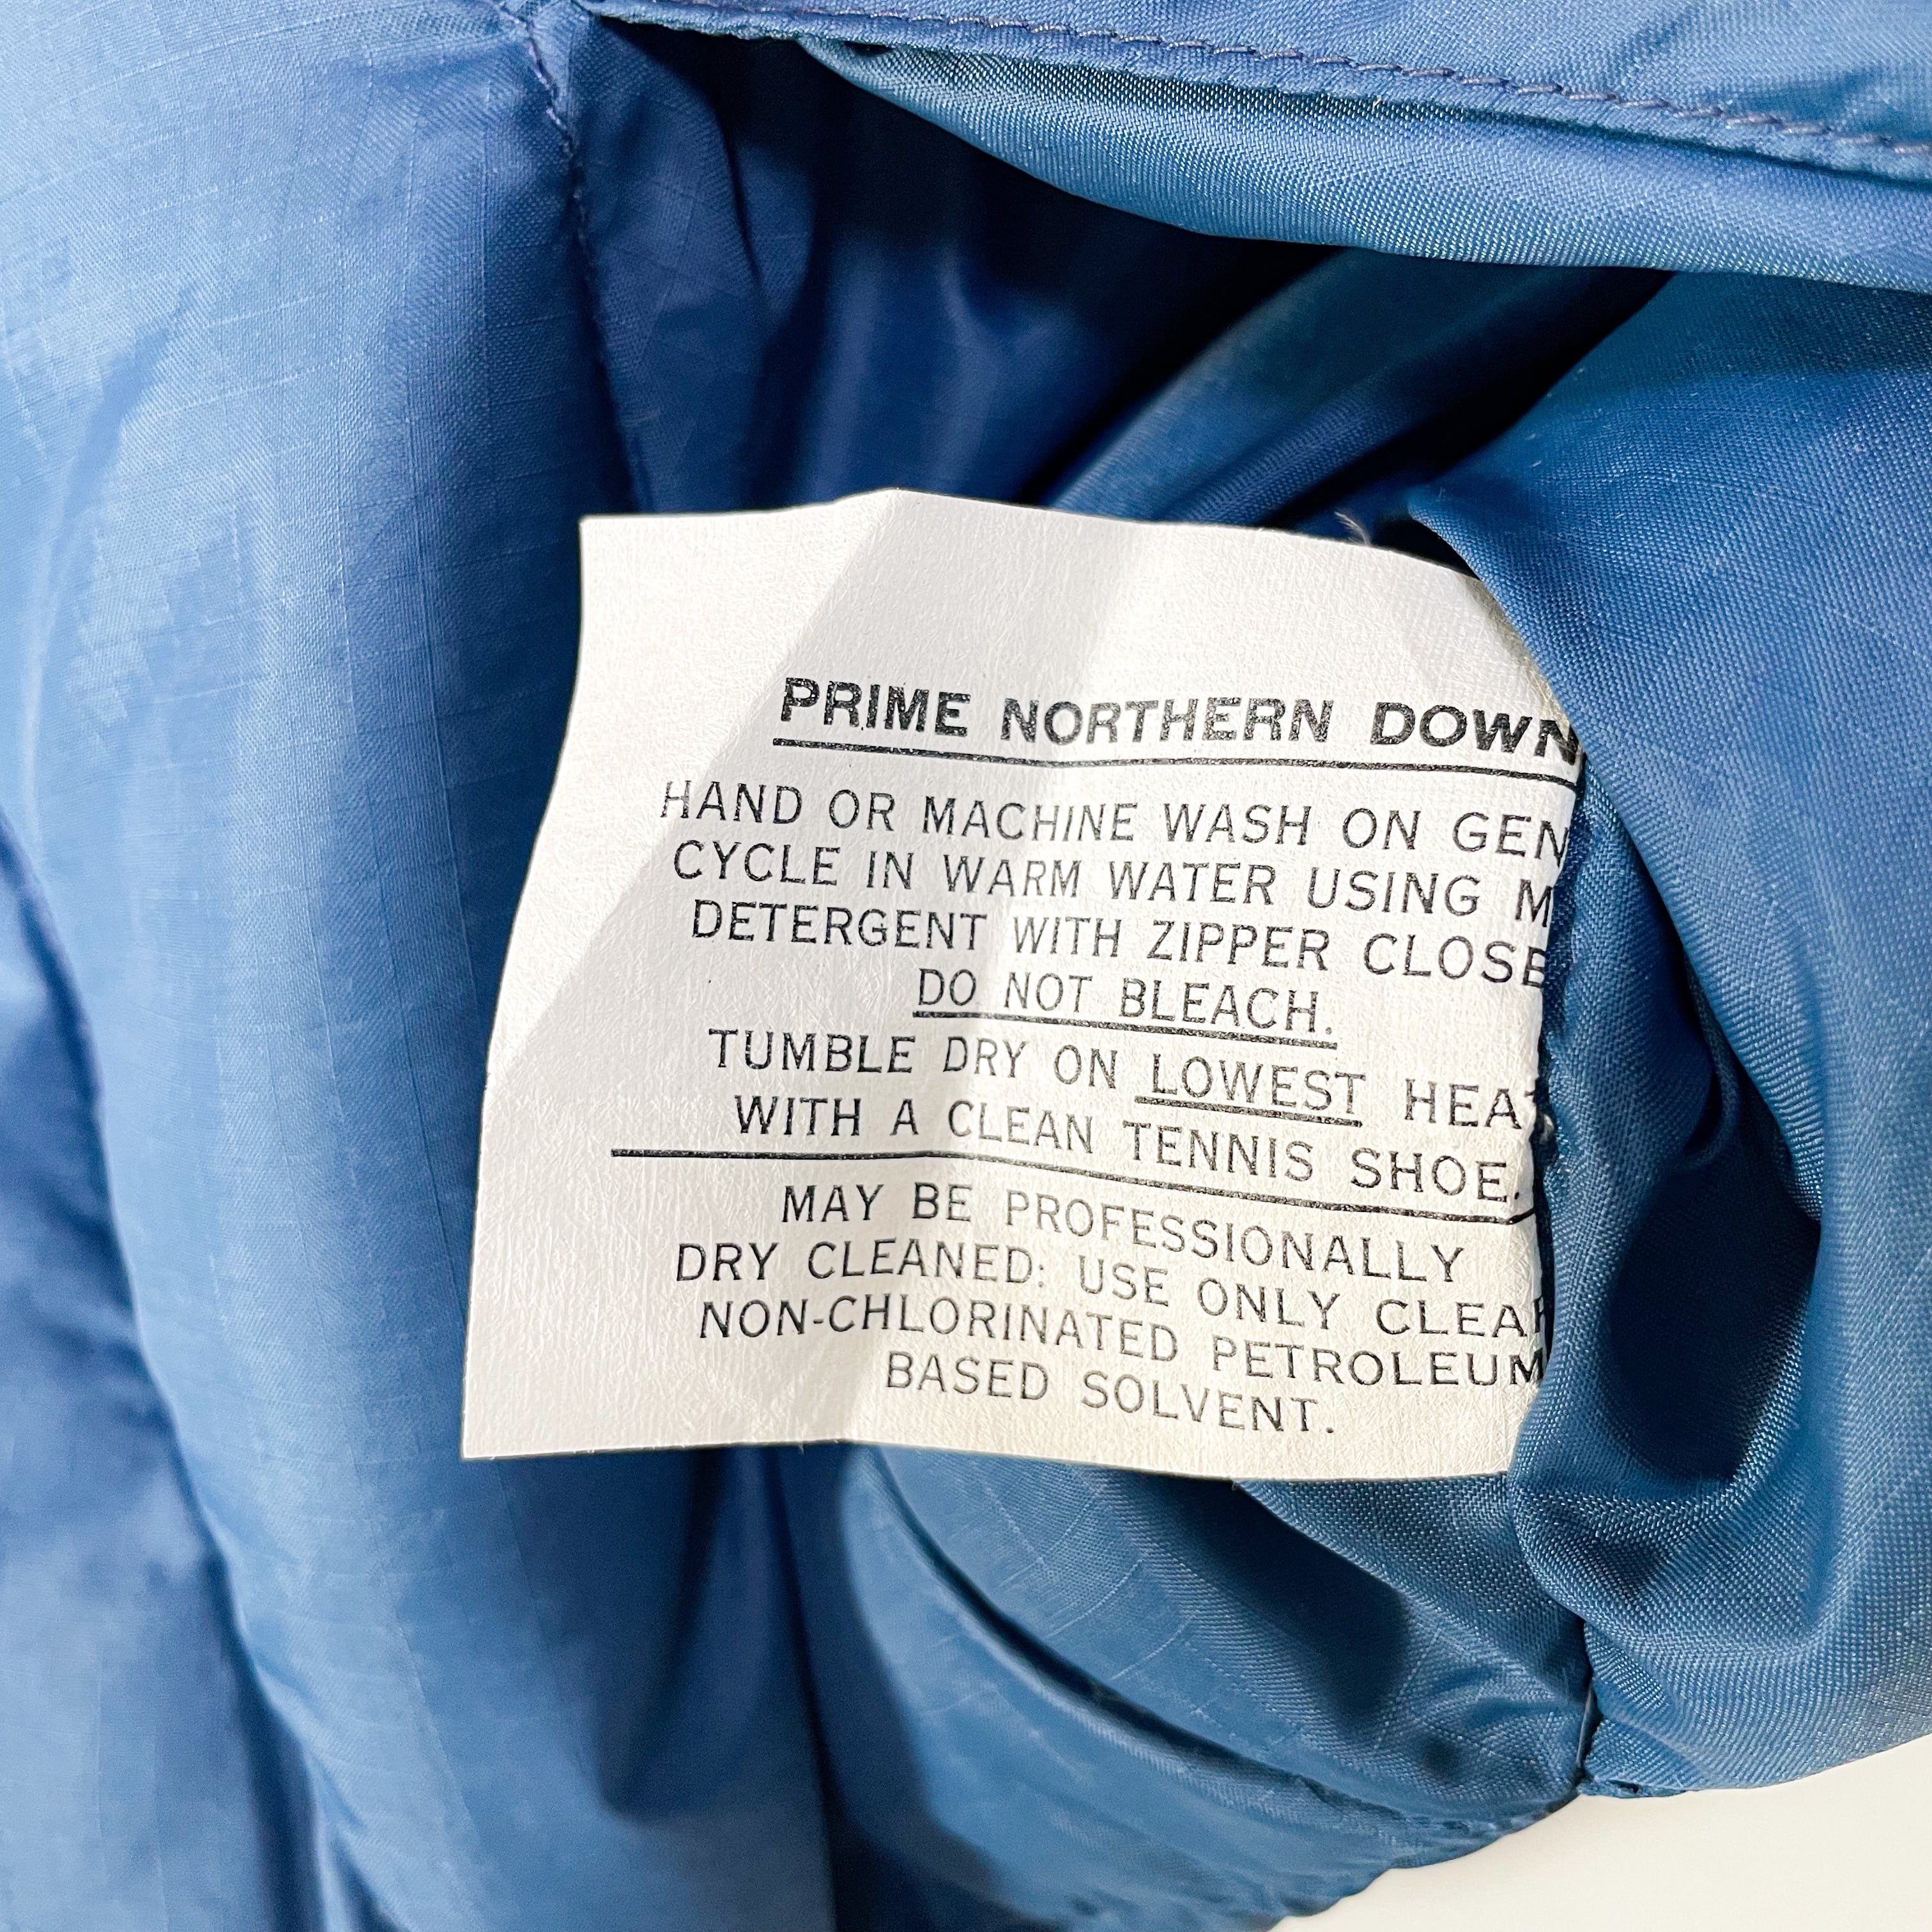 PRIME NORTHERN DOWN
HAND OR MACHINE WASH ON GEN
CYCLE IN WARM WATER USING M
DETERGENT WITH ZIPPER CLOSE
DO NOT BLEACH.
TUMBLE DRY ON LOWEST HEAT
WITH A CLEAN TENNIS SHOE.
MAY BE PROFESSIONALLY
DRY CLEANED: USE ONLY CLEAR
NON-CHLORINATED PETROLEUM
BASED SOLVENT.